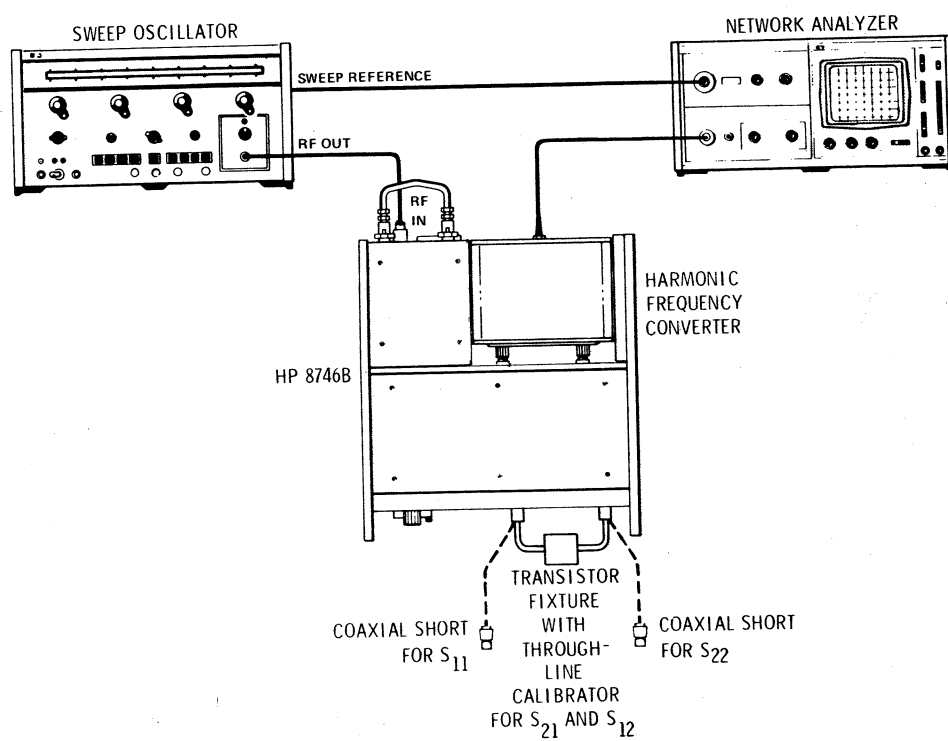 SWEEP OSCILLATOR
NETWORK ANALYZER
SWEEP REFERENCE
RF OUT
RF
IN
HARMONIC
FREQUENCY
CONVERTER
HP 8746B
TRANSISTOR
FIXTURE
WITH
THROUGH-
LINE
CALIBRATOR
FOR S21 AND S12
COAXIAL SHORT
FOR S11
COAXIAL SHORT
FOR S22